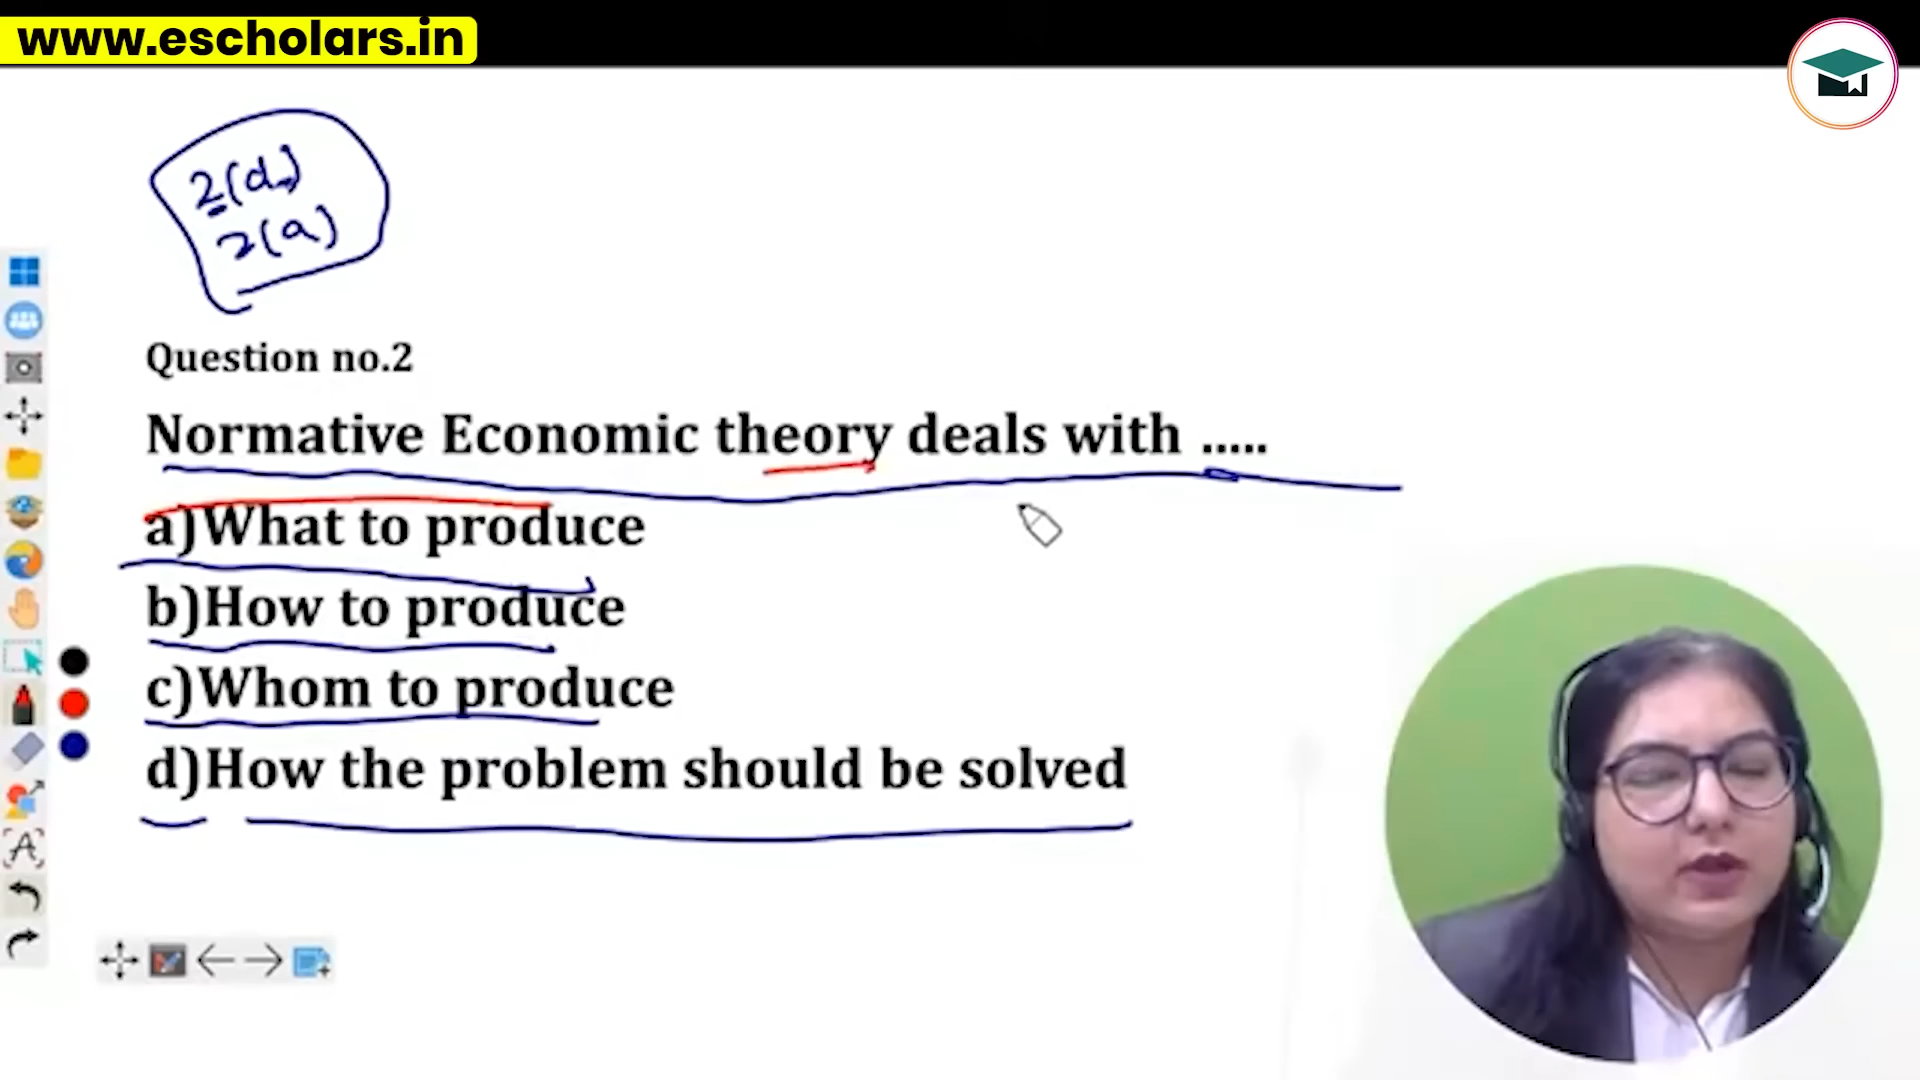 www.escholars.in
2(d)
2(a)
Question no.2
Normative Economic theory deals with .....
a)What to produce
b)How to produce
c)Whom to produce
d)How the problem should be solved